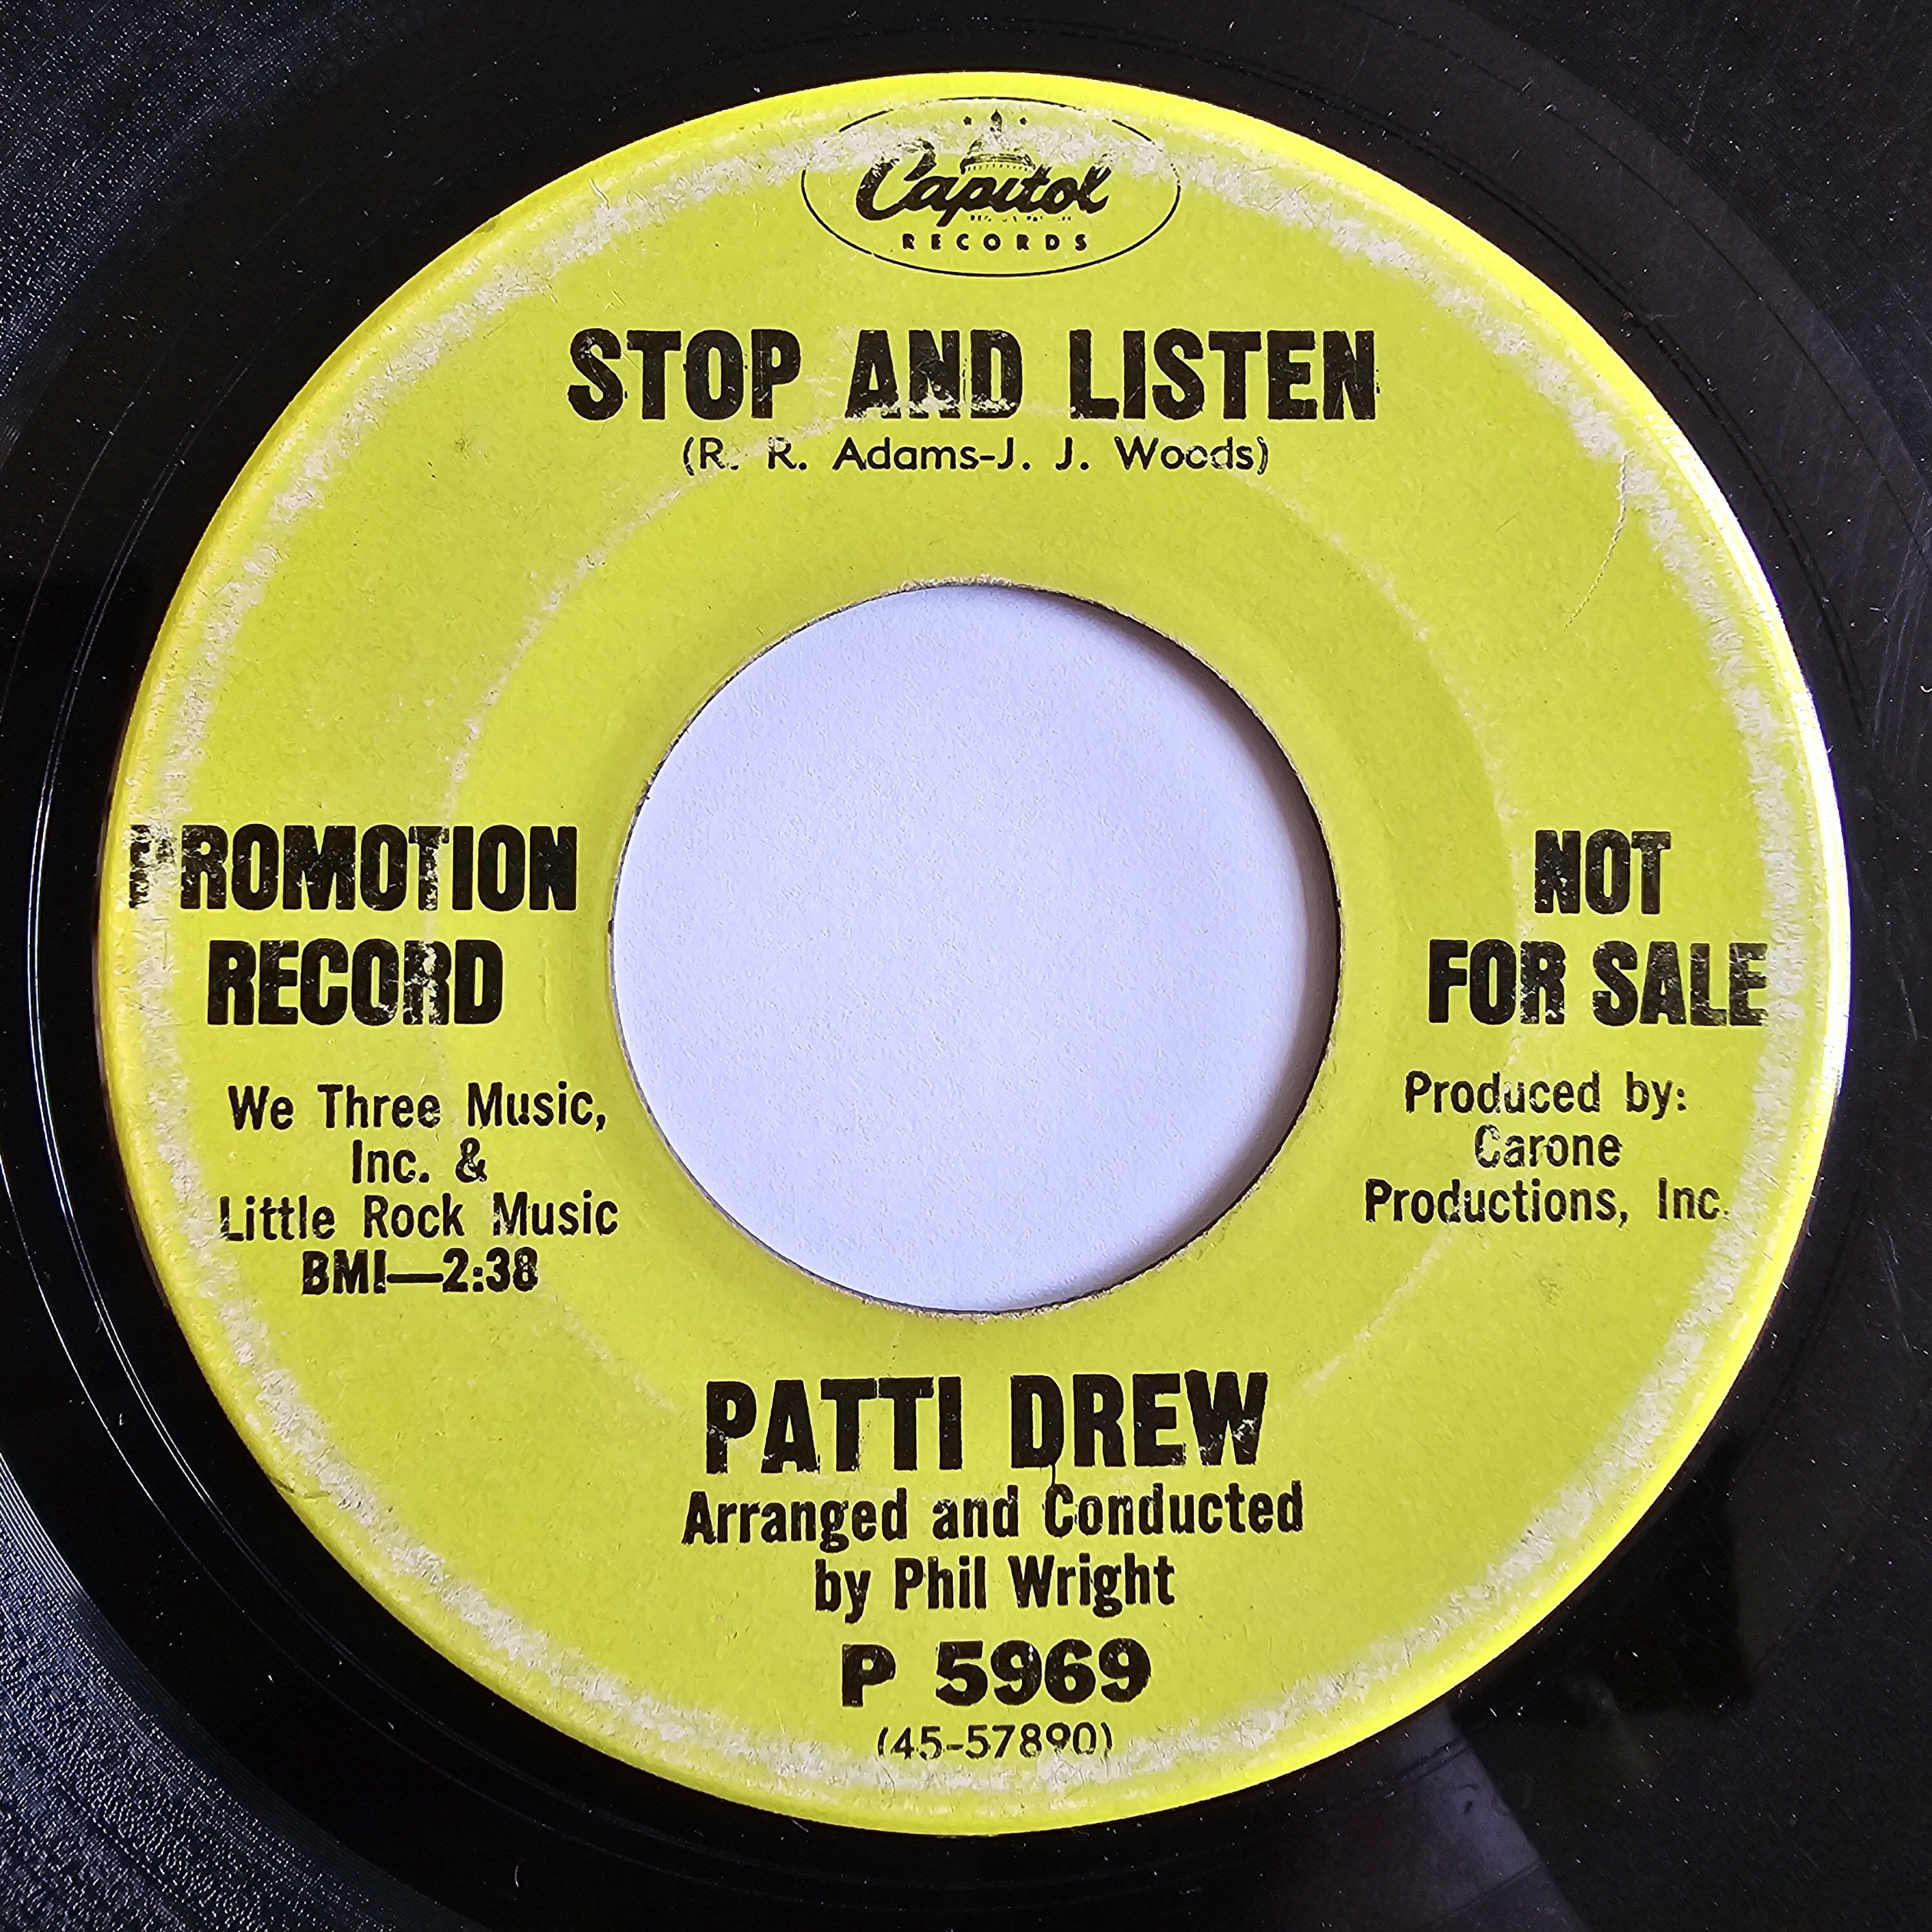 Capitol
RECORDS
STOP AND LISTEN
(R. R. Adams-J. J. Woods)
PROMOTION
RECORD
We Three Music,
Inc. &
Little Rock Music
BMI—2:38
NOT
FOR SALE
Produced by:
Carone
Productions, Inc.
PATTI DREW
Arranged and Conducted
by Phil Wright
P 5969
(45-57890)